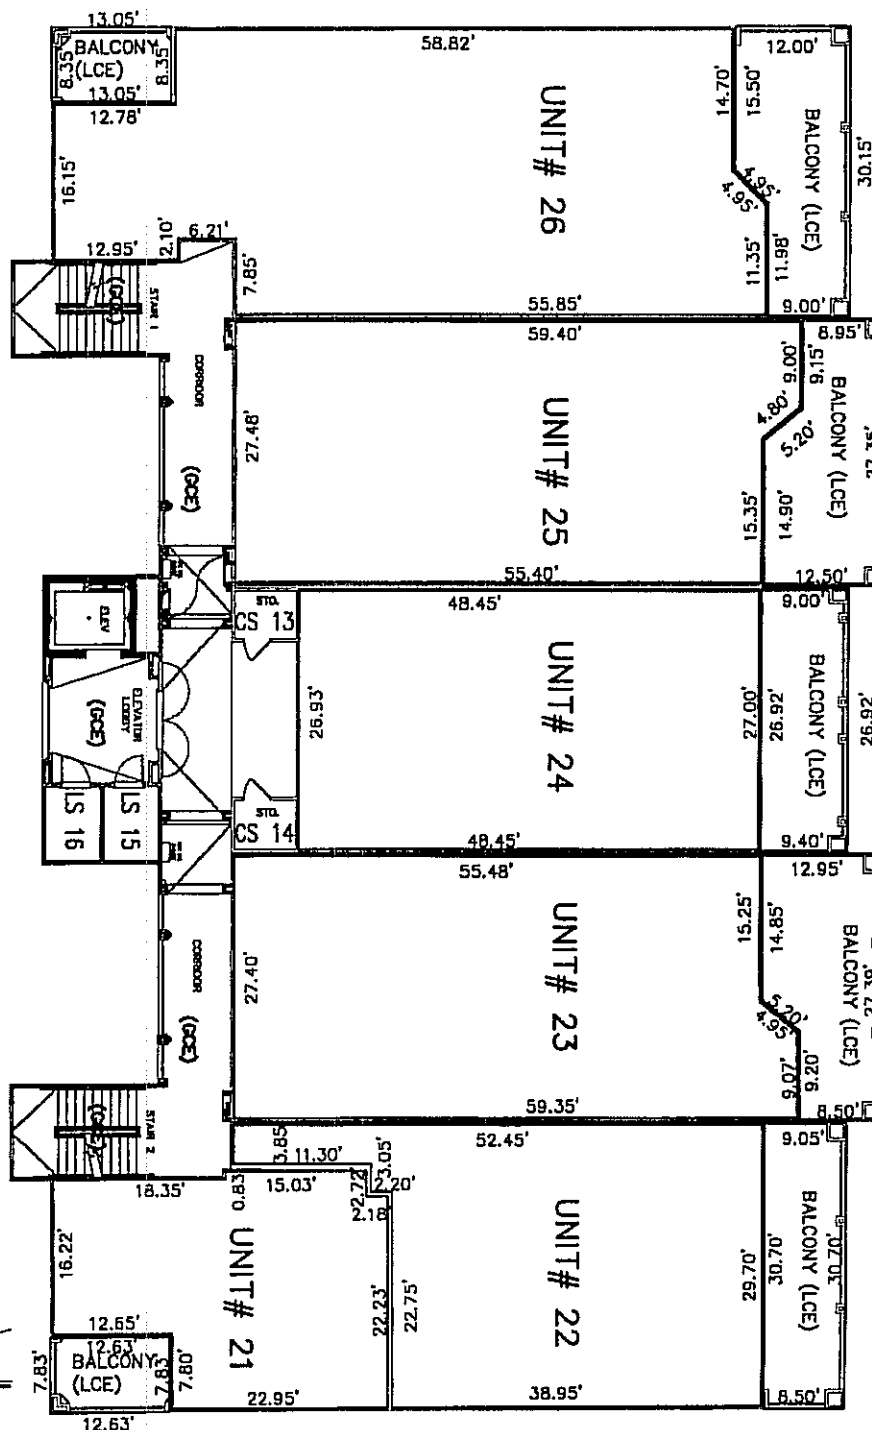 13.05'
BALCONY
(LCE)
8.35'
8.35'
13.05'
12.78'
58.82'
12.00'
14.70'
15.50'
BALCONY (LCE)
30.15'
UNIT# 26
4.95'
4.95'
16.15'
12.95'
2.10'
6.21'
7.85'
11.35'
11.98'
55.85'
9.00'
STAIR 1
(GCE)
59.40'
8.95'
9.00'
9.15'
BALCONY (LCE)
4.80'
5.20'
CORRIDOR
(GCE)
27.48'
UNIT# 25
15.35'
14.90'
55.40'
12.50'
CS 13
48.45'
9.00'
ELEV
ELEVATOR
LOBBY
(GCE)
26.93'
UNIT# 24
27.00'
26.92'
BALCONY (LCE)
26.92'
LS 16
LS 15
CS 14
48.45'
9.40'
55.48'
12.95'
15.25'
14.85'
BALCONY (LCE)
CORRIDOR
(GCE)
27.40'
UNIT# 23
5.20'
4.95'
9.07'
9.20'
59.35'
8.50'
STAIR 2
(GCE)
3.85'
52.45'
9.05'
11.30'
3.05'
18.35'
0.83'
15.03'
2.72'
2.20'
2.18'
16.22'
UNIT# 21
22.23'
22.75'
UNIT# 22
29.70'
30.70'
BALCONY (LCE)
30.70'
12.65'
12.63'
BALCONY
(LCE)
7.83'
7.83'
7.80'
22.95'
38.95'
8.50'
12.63'